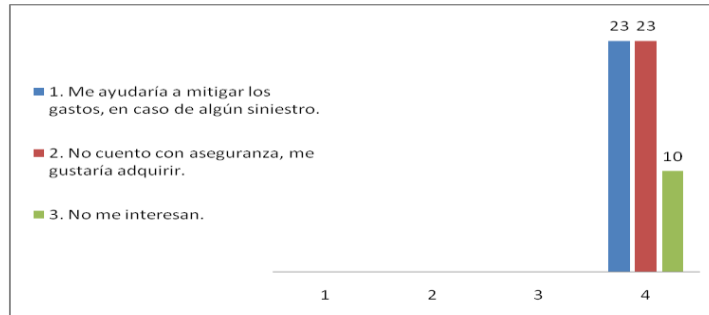 23 23
1. Me ayudaría a mitigar los
gastos, en caso de algún siniestro.
2. No cuento con aseguranza, me
gustaría adquirir.
10
3. No me interesan.
1 2 3 4